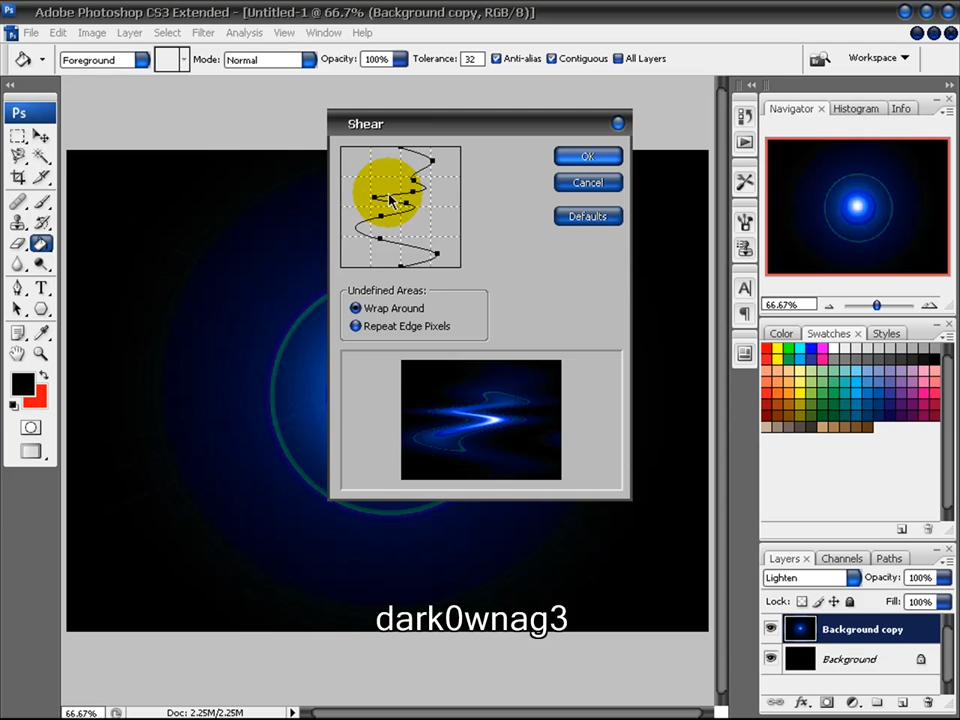 Adobe Photoshop CS3 Extended - [Untitled-1 @ 66.7% (Background copy, RGB/8)]
File Edit Image Layer Select Filter Analysis View Window Help
Foreground Mode: Normal Opacity: 100% Tolerance: 32 Anti-alias Contiguous All Layers Workspace
Ps
Shear
OK
Cancel
Defaults
Undefined Areas:
Wrap Around
Repeat Edge Pixels
Navigator Histogram Info
66.67%
Color Swatches Styles
Layers Channels Paths
Lighten Opacity: 100%
Lock: Fill: 100%
Background copy
Background
dark0wnag3
66.67% Doc: 2.25M/2.25M